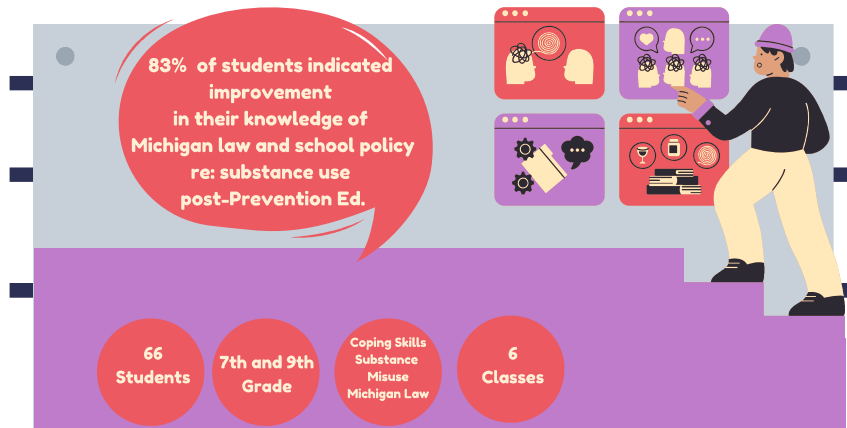 83% of students indicated
improvement
in their knowledge of
Michigan law and school policy
re: substance use
post-Prevention Ed.
66
Students
7th and 9th
Grade
Coping Skills
Substance
Misuse
Michigan Law
6
Classes